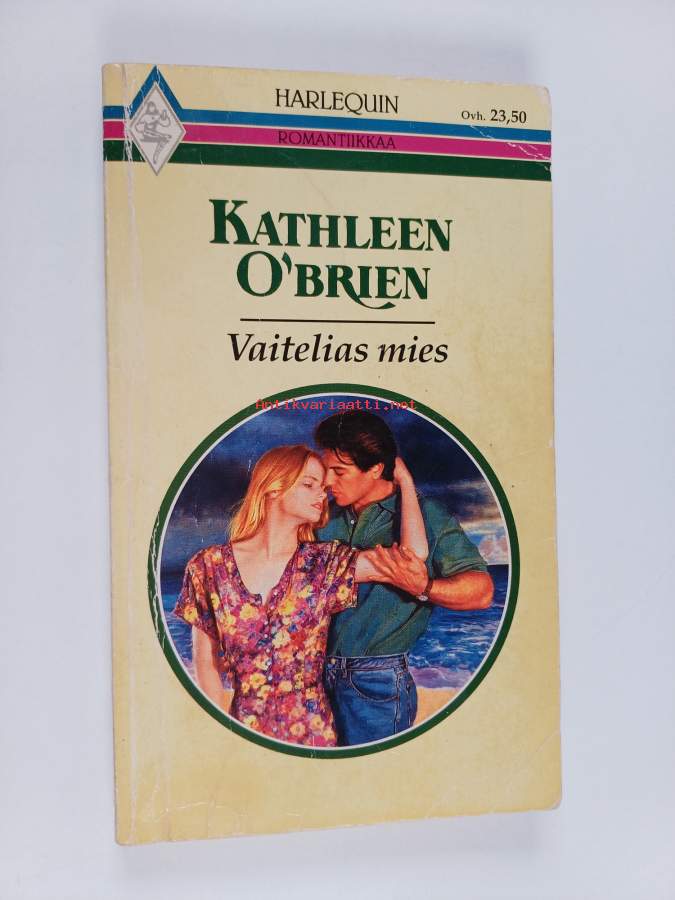 HARLEQUIN
Ovh. 23,50
ROMANTIIKKAA
KATHLEEN
O'BRIEN
Vaitelias mies
Antikvariaatti.net